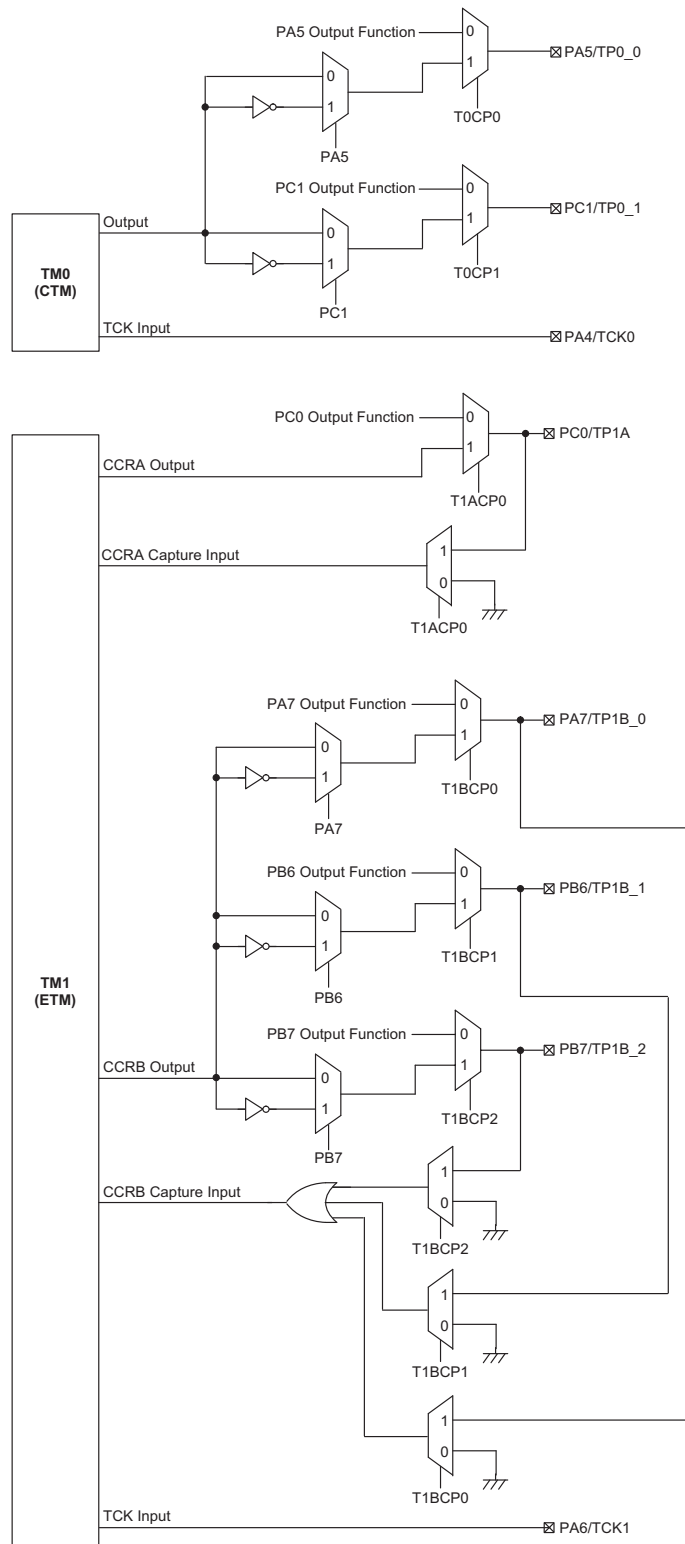 PA5 Output Function
0
1
PA5/TP0_0
T0CP0
0
1
PA5
PC1 Output Function
0
1
PC1/TP0_1
T0CP1
Output
0
1
PC1
TM0
(CTM)
TCK Input
PA4/TCK0
PC0 Output Function
0
1
PC0/TP1A
T1ACP0
CCRA Output
CCRA Capture Input
1
0
T1ACP0
PA7 Output Function
0
1
PA7/TP1B_0
T1BCP0
0
1
PA7
PB6 Output Function
0
1
PB6/TP1B_1
T1BCP1
0
1
PB6
TM1
(ETM)
PB7 Output Function
0
1
PB7/TP1B_2
T1BCP2
CCRB Output
0
1
PB7
CCRB Capture Input
1
0
T1BCP2
1
0
T1BCP1
1
0
T1BCP0
TCK Input
PA6/TCK1